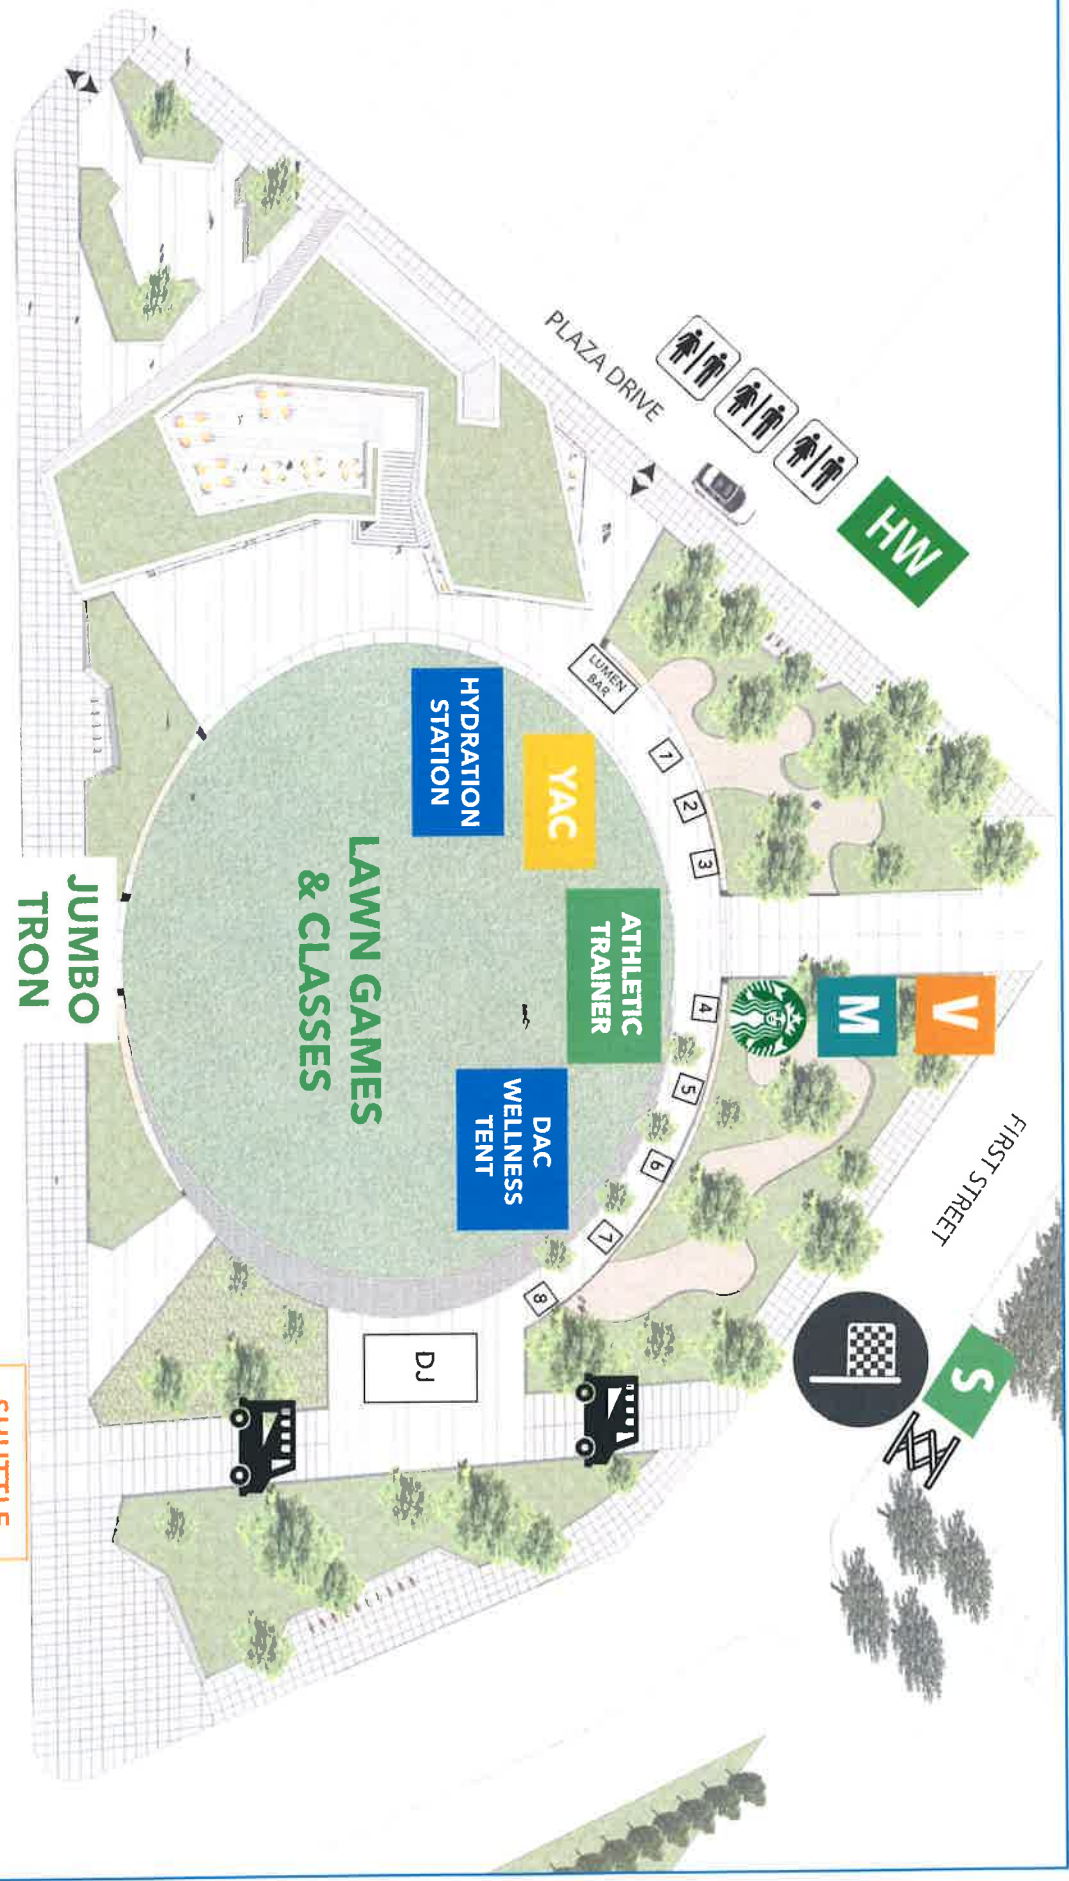 FIRST STREET
HW
V
S
M
PLAZA DRIVE
LUMEN
BAR
1
2
3
4
5
6
7
8
ATHLETIC
TRAINER
YAC
DAC
WELLNESS
TENT
HYDRATION
STATION
DJ
LAWN GAMES
& CLASSES
JUMBO
TRON
SHUTTLE